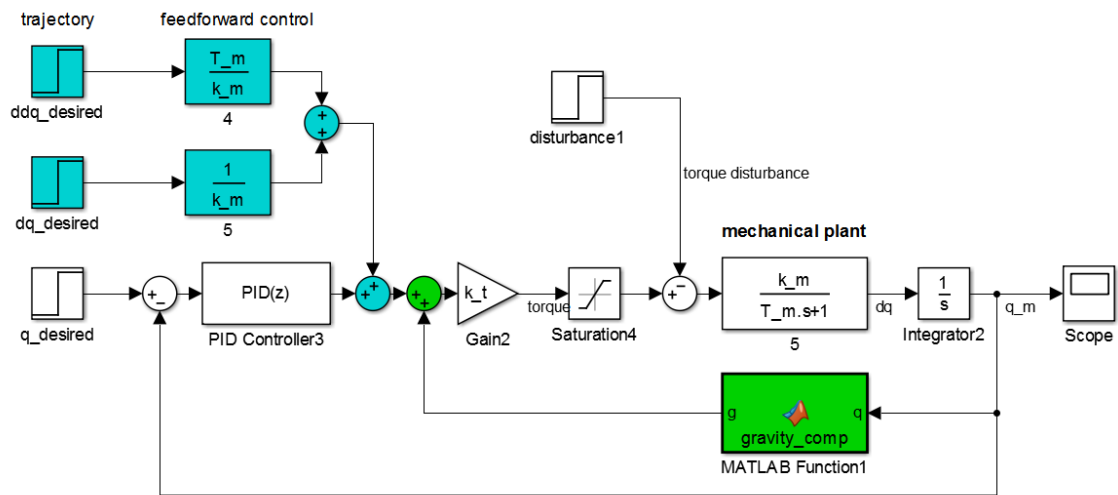 trajectory
feedforward control
T_m
k_m
ddq_desired
4
+
+
disturbance1
1
k_m
dq_desired
5
torque disturbance
mechanical plant
q_desired
+
−
PID(z)
PID Controller3
+
+
+
+
k_t
Gain2
torque
Saturation4
+
−
k_m
T_m.s+1
5
dq
1
s
Integrator2
q_m
Scope
g
q
gravity_comp
MATLAB Function1